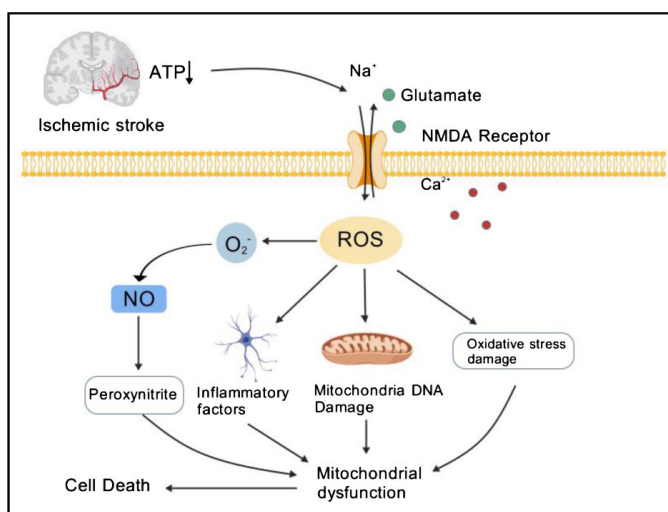 ATP↓
Ischemic stroke
Na⁺
Glutamate
NMDA Receptor
Ca²⁺
ROS
O₂⁻
NO
Peroxynitrite
Inflammatory
factors
Mitochondria DNA
Damage
Oxidative stress
damage
Mitochondrial
dysfunction
Cell Death